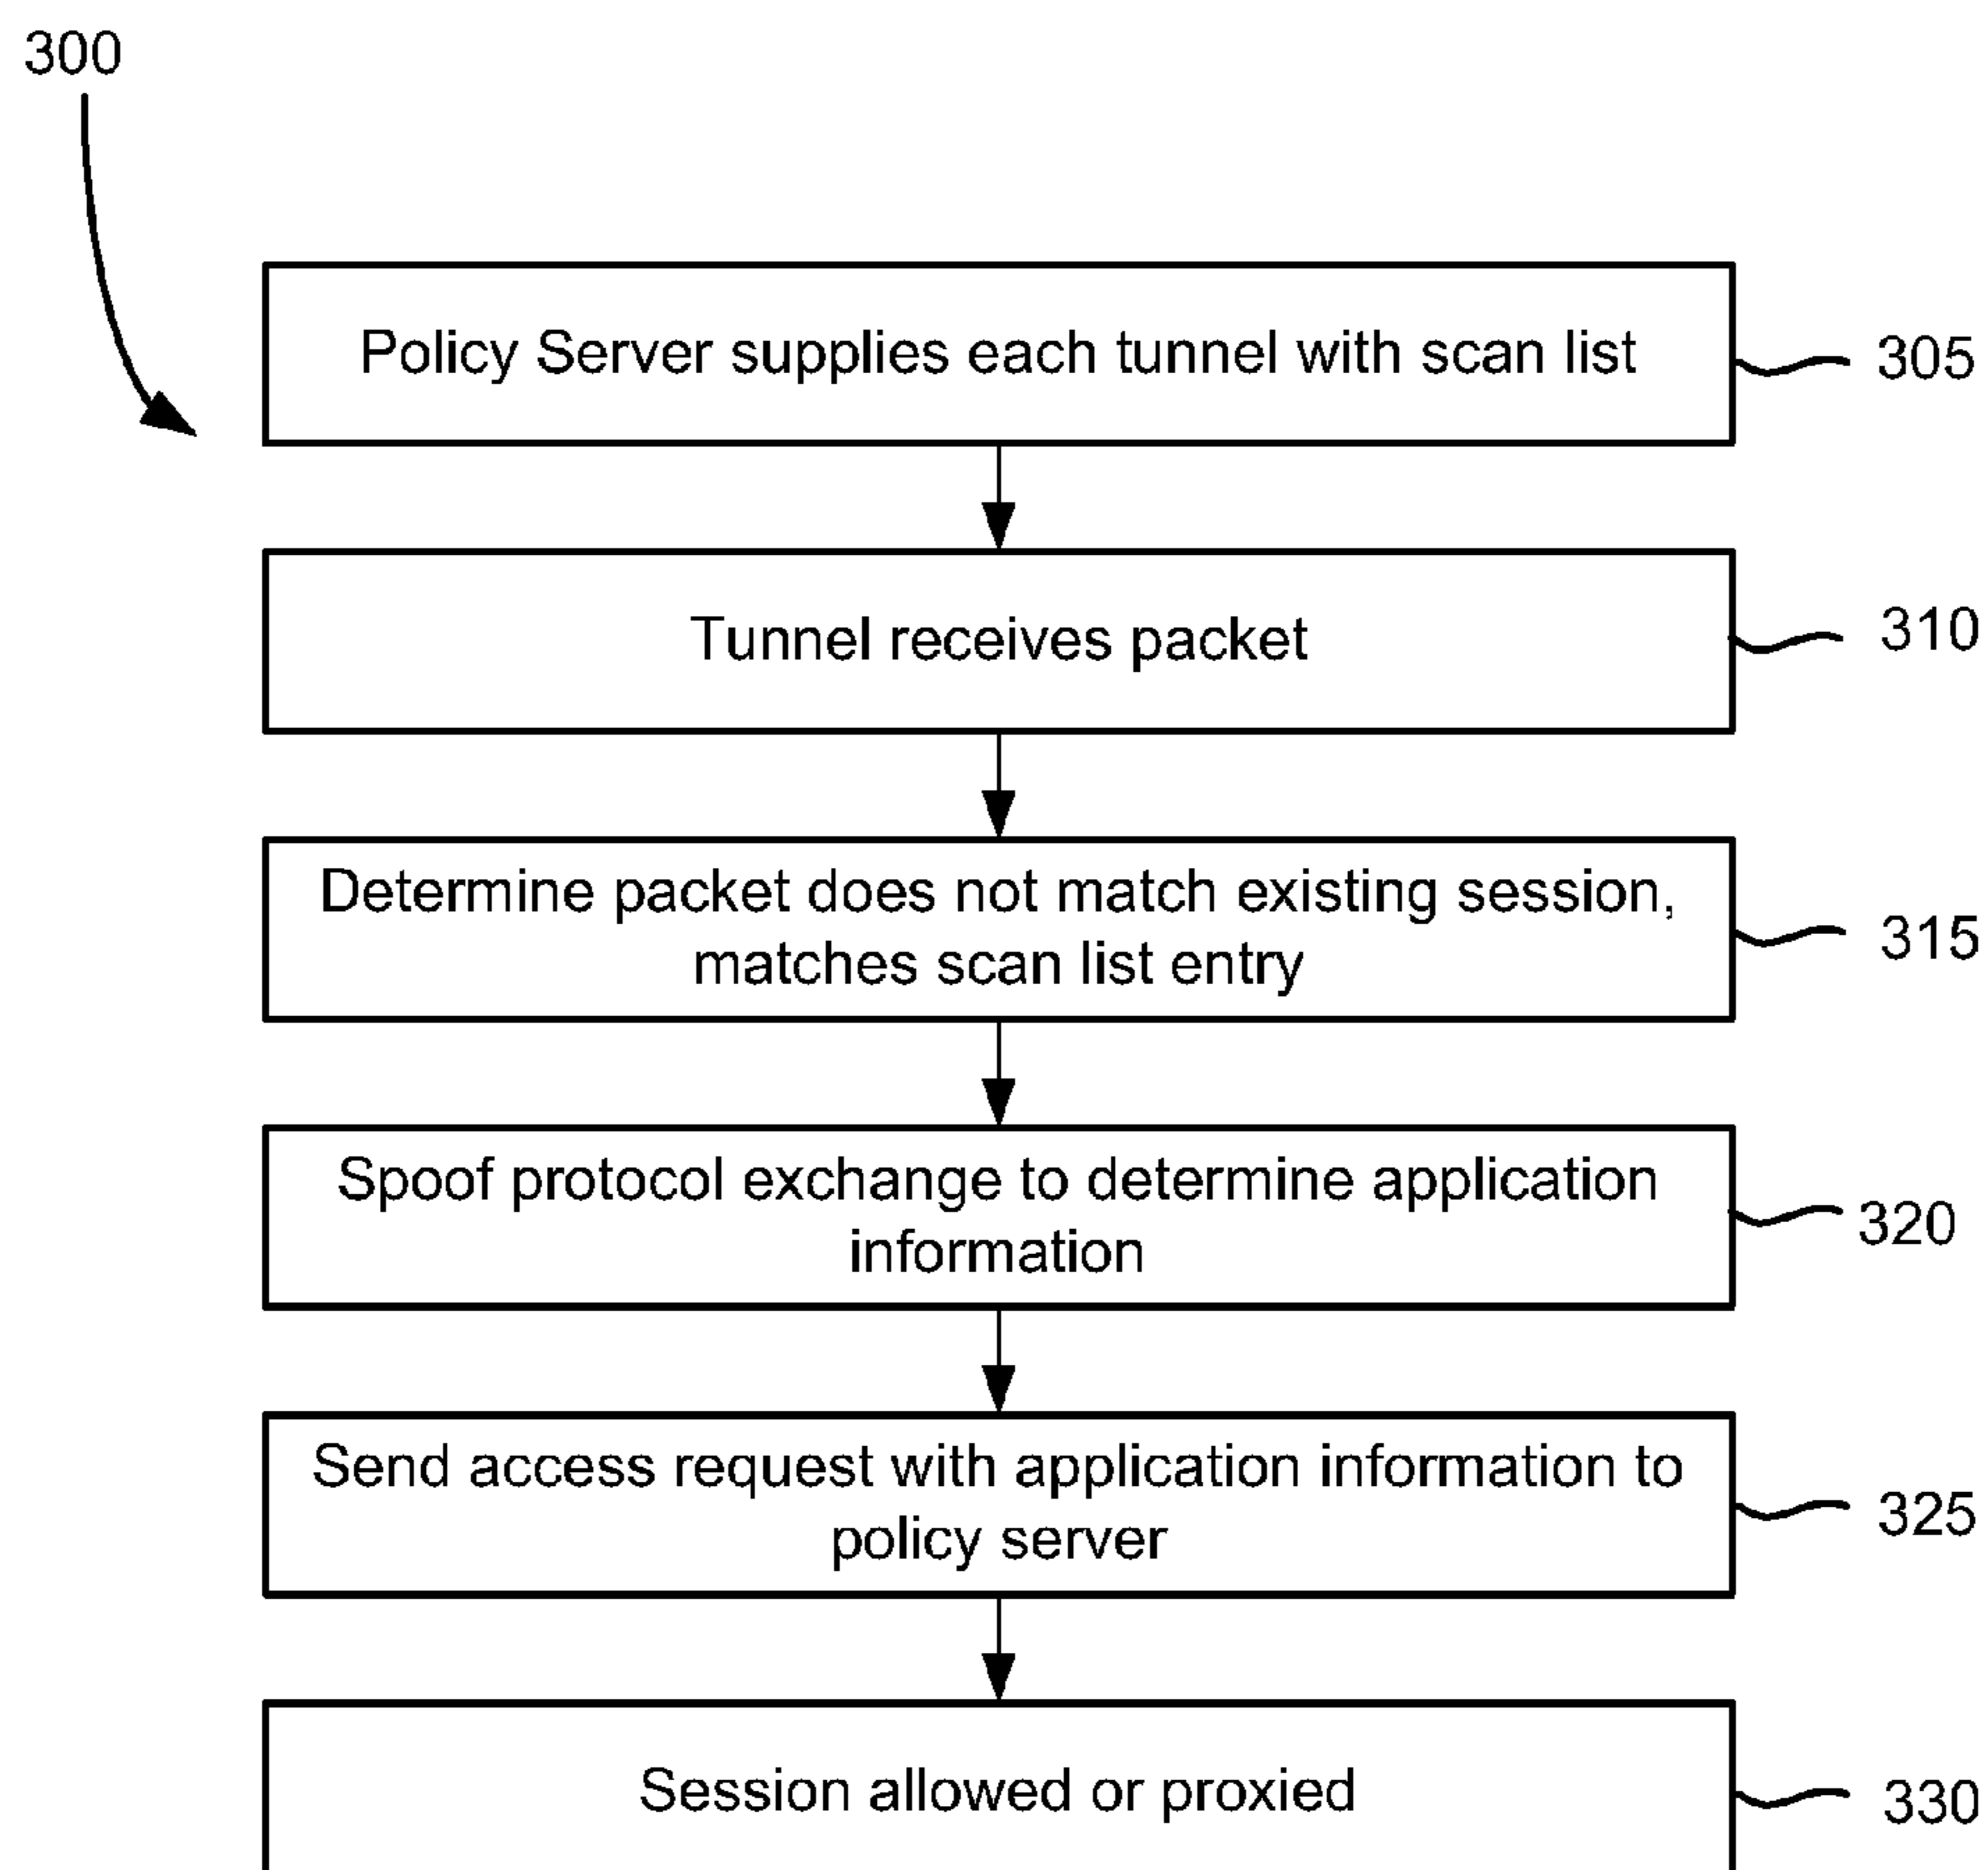 300
Policy Server supplies each tunnel with scan list
305
Tunnel receives packet
310
Determine packet does not match existing session,
matches scan list entry
315
Spoof protocol exchange to determine application
information
320
Send access request with application information to
policy server
325
Session allowed or proxied
330